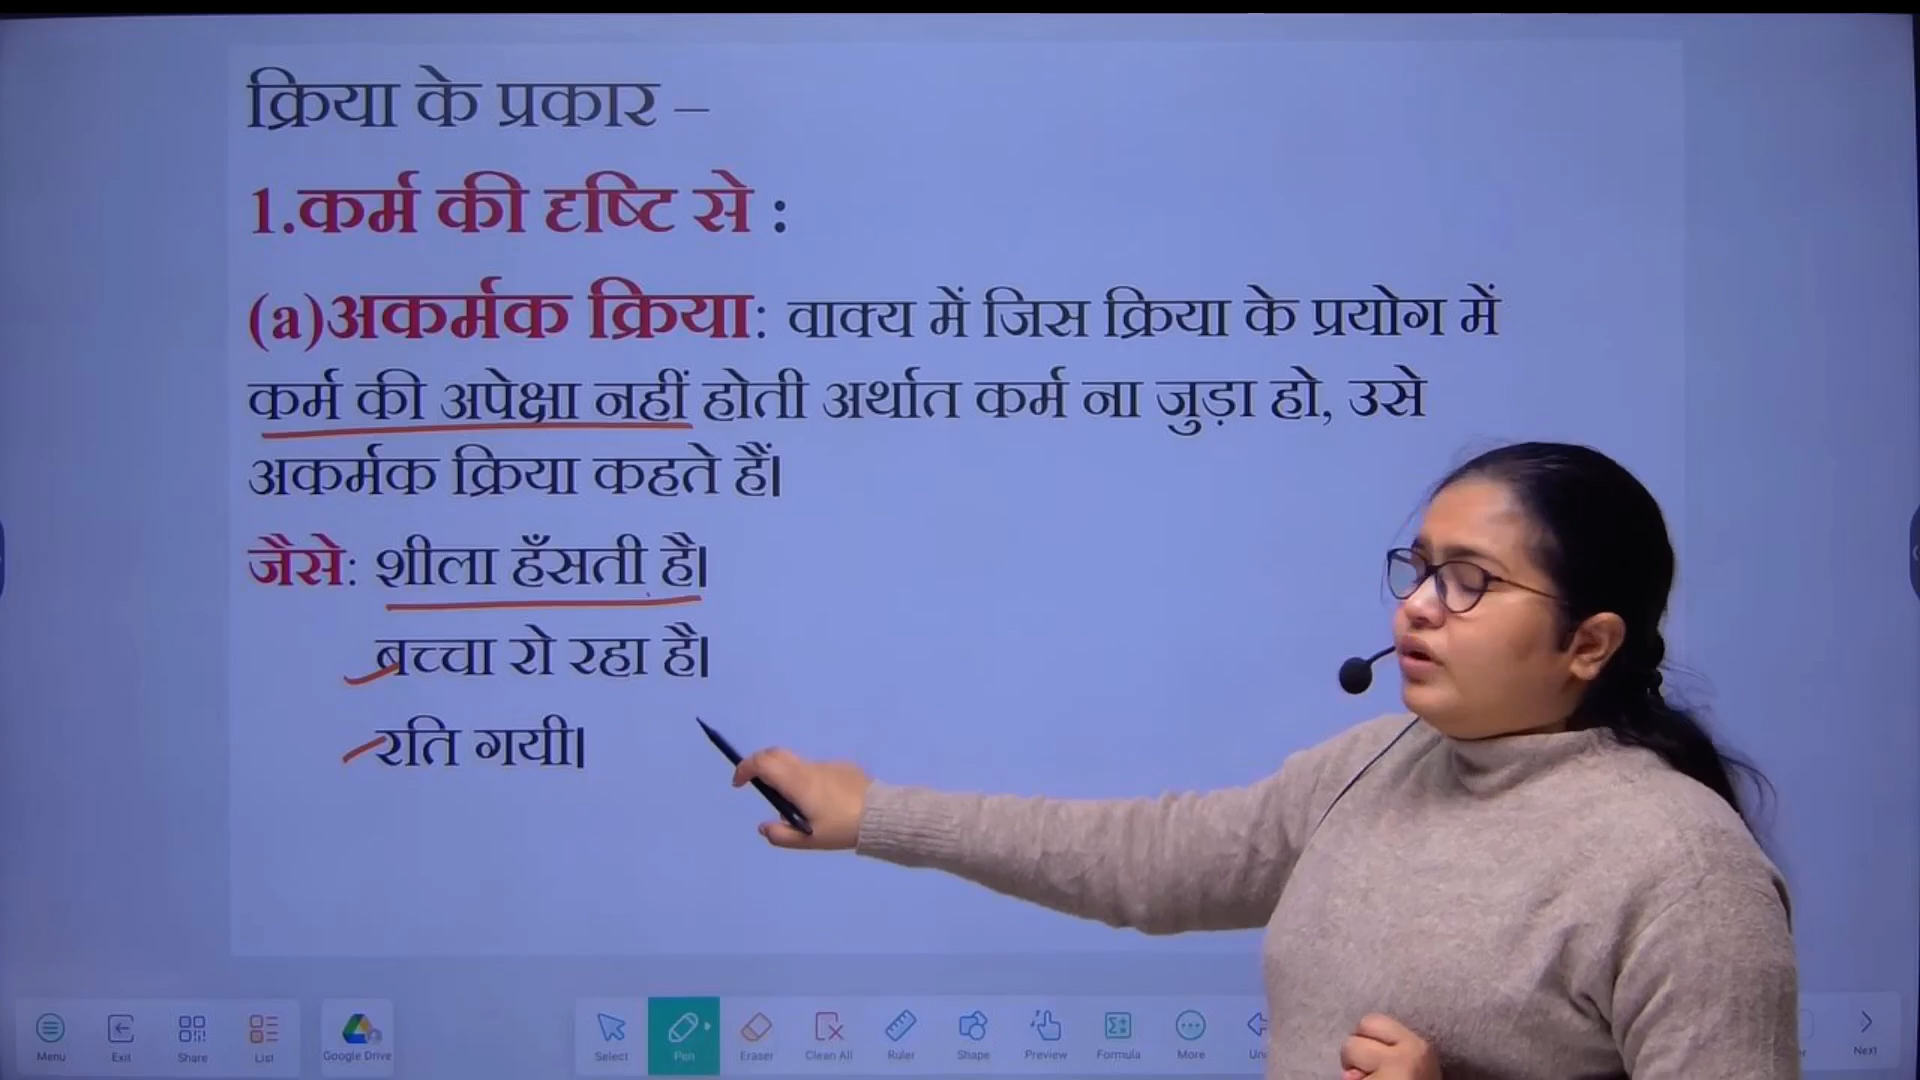 क्रिया के प्रकार –
1.कर्म की दृष्टि से :
(a)अकर्मक क्रिया: वाक्य में जिस क्रिया के प्रयोग में
कर्म की अपेक्षा नहीं होती अर्थात कर्म ना जुड़ा हो, उसे
अकर्मक क्रिया कहते हैं।
जैसे: शीला हँसती है।
बच्चा रो रहा है।
रति गयी।
Menu Exit Share List Google Drive Select Pen Eraser Clean All Ruler Shape Preview Formula More Next